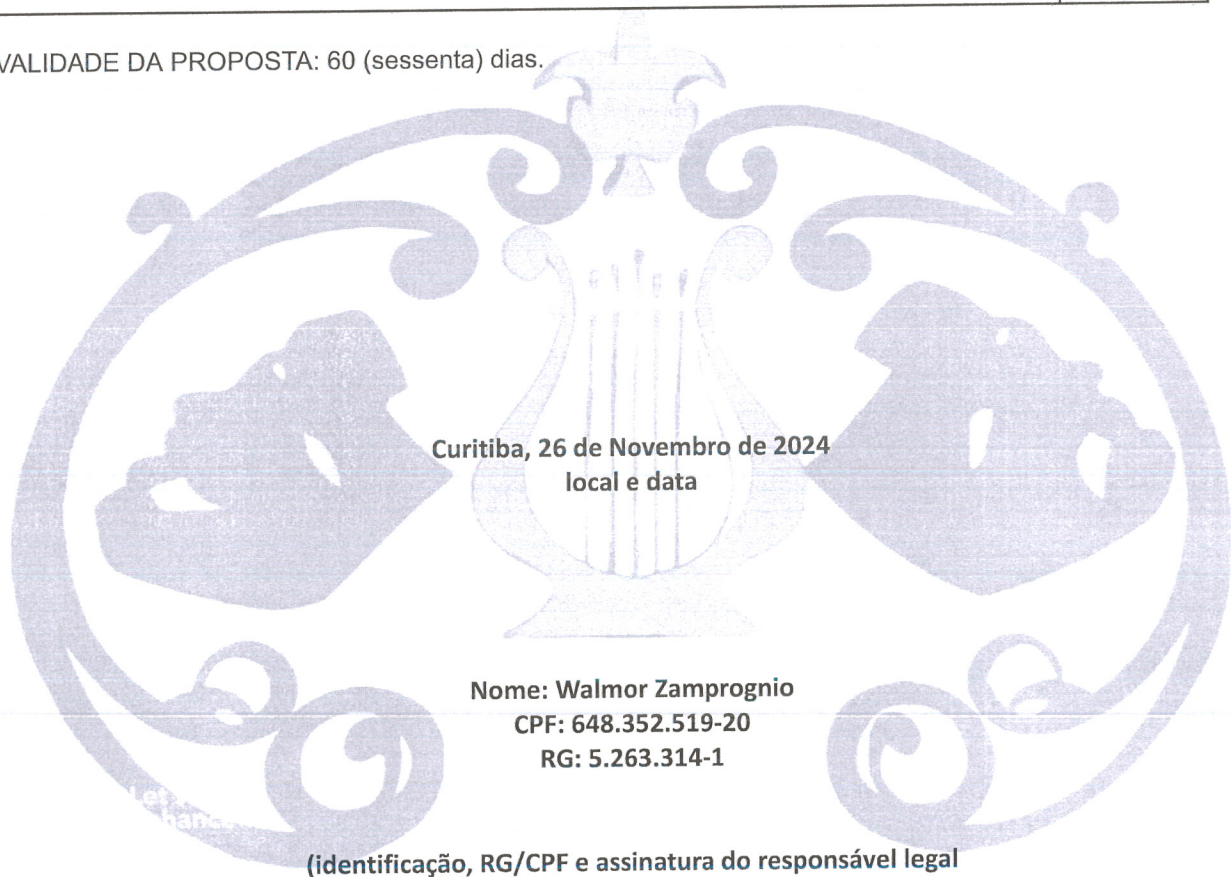 VALIDADE DA PROPOSTA: 60 (sessenta) dias.
Curitiba, 26 de Novembro de 2024
local e data
Nome: Walmor Zamprognio
CPF: 648.352.519-20
RG: 5.263.314-1
(identificação, RG/CPF e assinatura do responsável legal